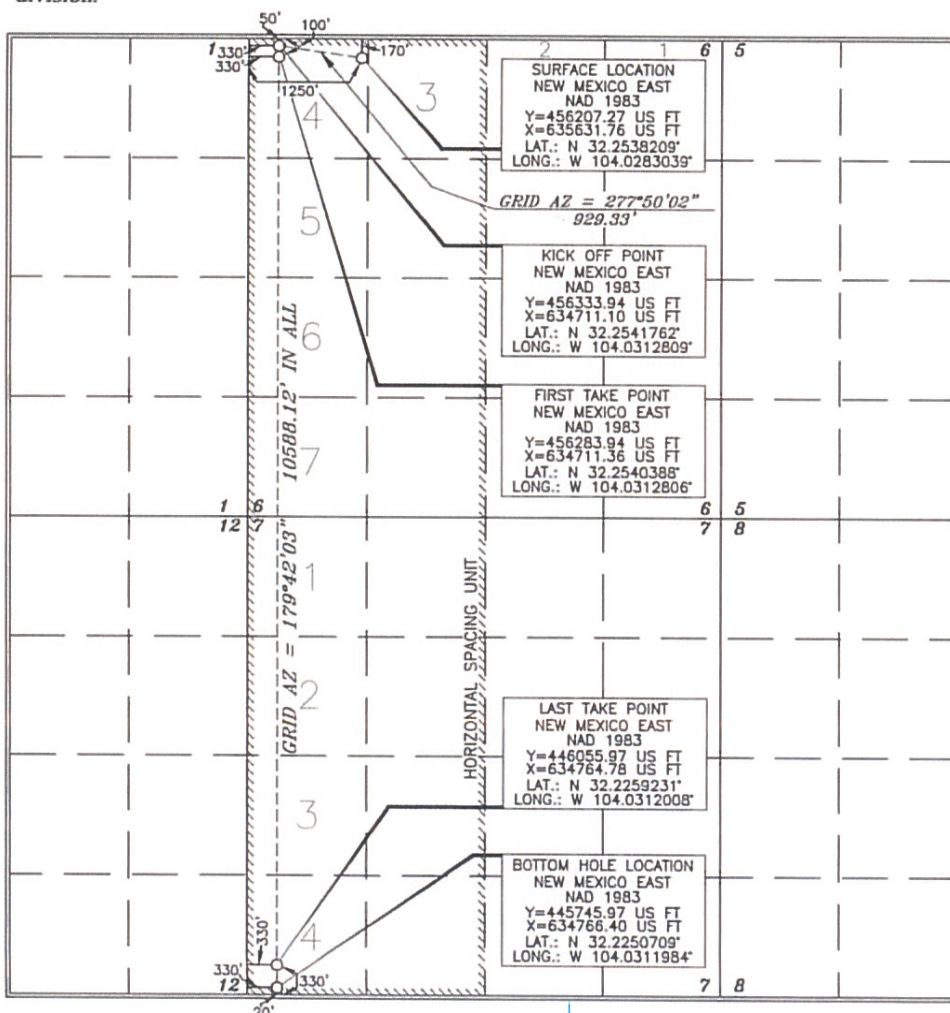 50'
100'
170'
1
330'
330'
1250'
2
1
6
5
3
4
SURFACE LOCATION
NEW MEXICO EAST
NAD 1983
Y=456207.27 US FT
X=635631.76 US FT
LAT.: N 32.2538209°
LONG.: W 104.0283039°
GRID AZ = 277°50'02"
929.33'
5
KICK OFF POINT
NEW MEXICO EAST
NAD 1983
Y=456333.94 US FT
X=634711.10 US FT
LAT.: N 32.2541762°
LONG.: W 104.0312809°
6
10588.12' IN ALL
FIRST TAKE POINT
NEW MEXICO EAST
NAD 1983
Y=456283.94 US FT
X=634711.36 US FT
LAT.: N 32.2540388°
LONG.: W 104.0312806°
7
1 6
12 7
6 5
7 8
GRID AZ = 179°42'03"
1
HORIZONTAL SPACING UNIT
2
LAST TAKE POINT
NEW MEXICO EAST
NAD 1983
Y=446055.97 US FT
X=634764.78 US FT
LAT.: N 32.2259231°
LONG.: W 104.0312008°
3
BOTTOM HOLE LOCATION
NEW MEXICO EAST
NAD 1983
Y=445745.97 US FT
X=634766.40 US FT
LAT.: N 32.2250709°
LONG.: W 104.0311984°
4
330'
330'
330'
12
7 8
20'